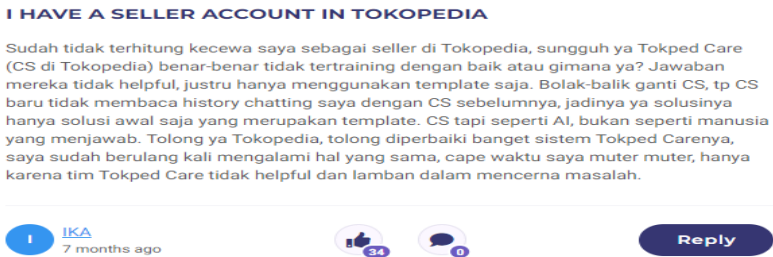 I HAVE A SELLER ACCOUNT IN TOKOPEDIA
Sudah tidak terhitung kecewa saya sebagai seller di Tokopedia, sungguh ya Tokped Care
(CS di Tokopedia) benar-benar tidak tertraining dengan baik atau gimana ya? Jawaban
mereka tidak helpful, justru hanya menggunakan template saja. Bolak-balik ganti CS, tp CS
baru tidak membaca history chatting saya dengan CS sebelumnya, jadinya ya solusinya
hanya solusi awal saja yang merupakan template. CS tapi seperti AI, bukan seperti manusia
yang menjawab. Tolong ya Tokopedia, tolong diperbaiki banget sistem Tokped Carenya,
saya sudah berulang kali mengalami hal yang sama, cape waktu saya muter muter, hanya
karena tim Tokped Care tidak helpful dan lamban dalam mencerna masalah.
I
IKA
7 months ago
34
0
Reply